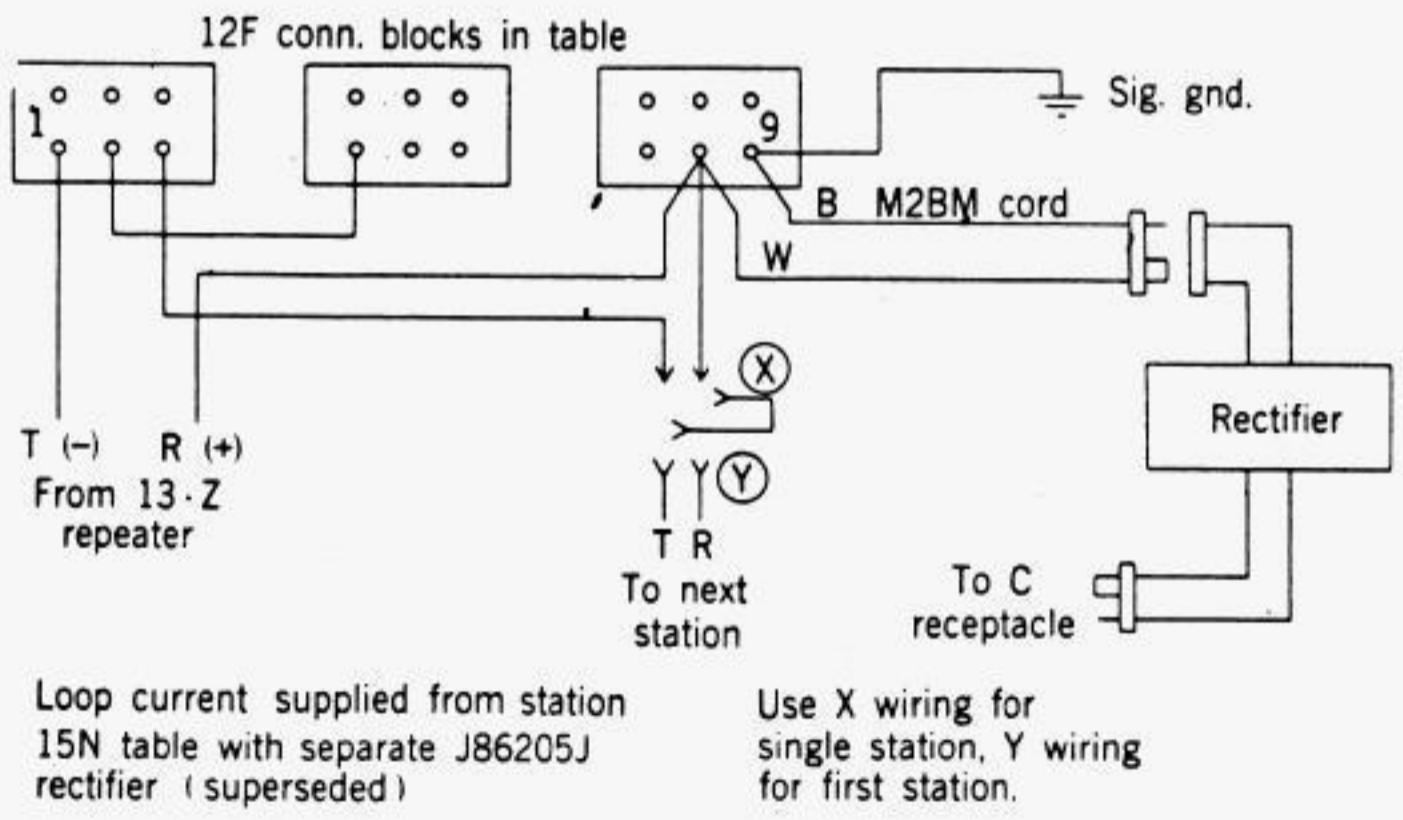 12F conn. blocks in table
1
9
Sig. gnd.
B M2BM cord
W
X
Rectifier
T (−) R (+)
From 13·Z
repeater
Y
T R
To next
station
To C
receptacle
Loop current supplied from station
15N table with separate J86205J
rectifier (superseded)
Use X wiring for
single station, Y wiring
for first station.